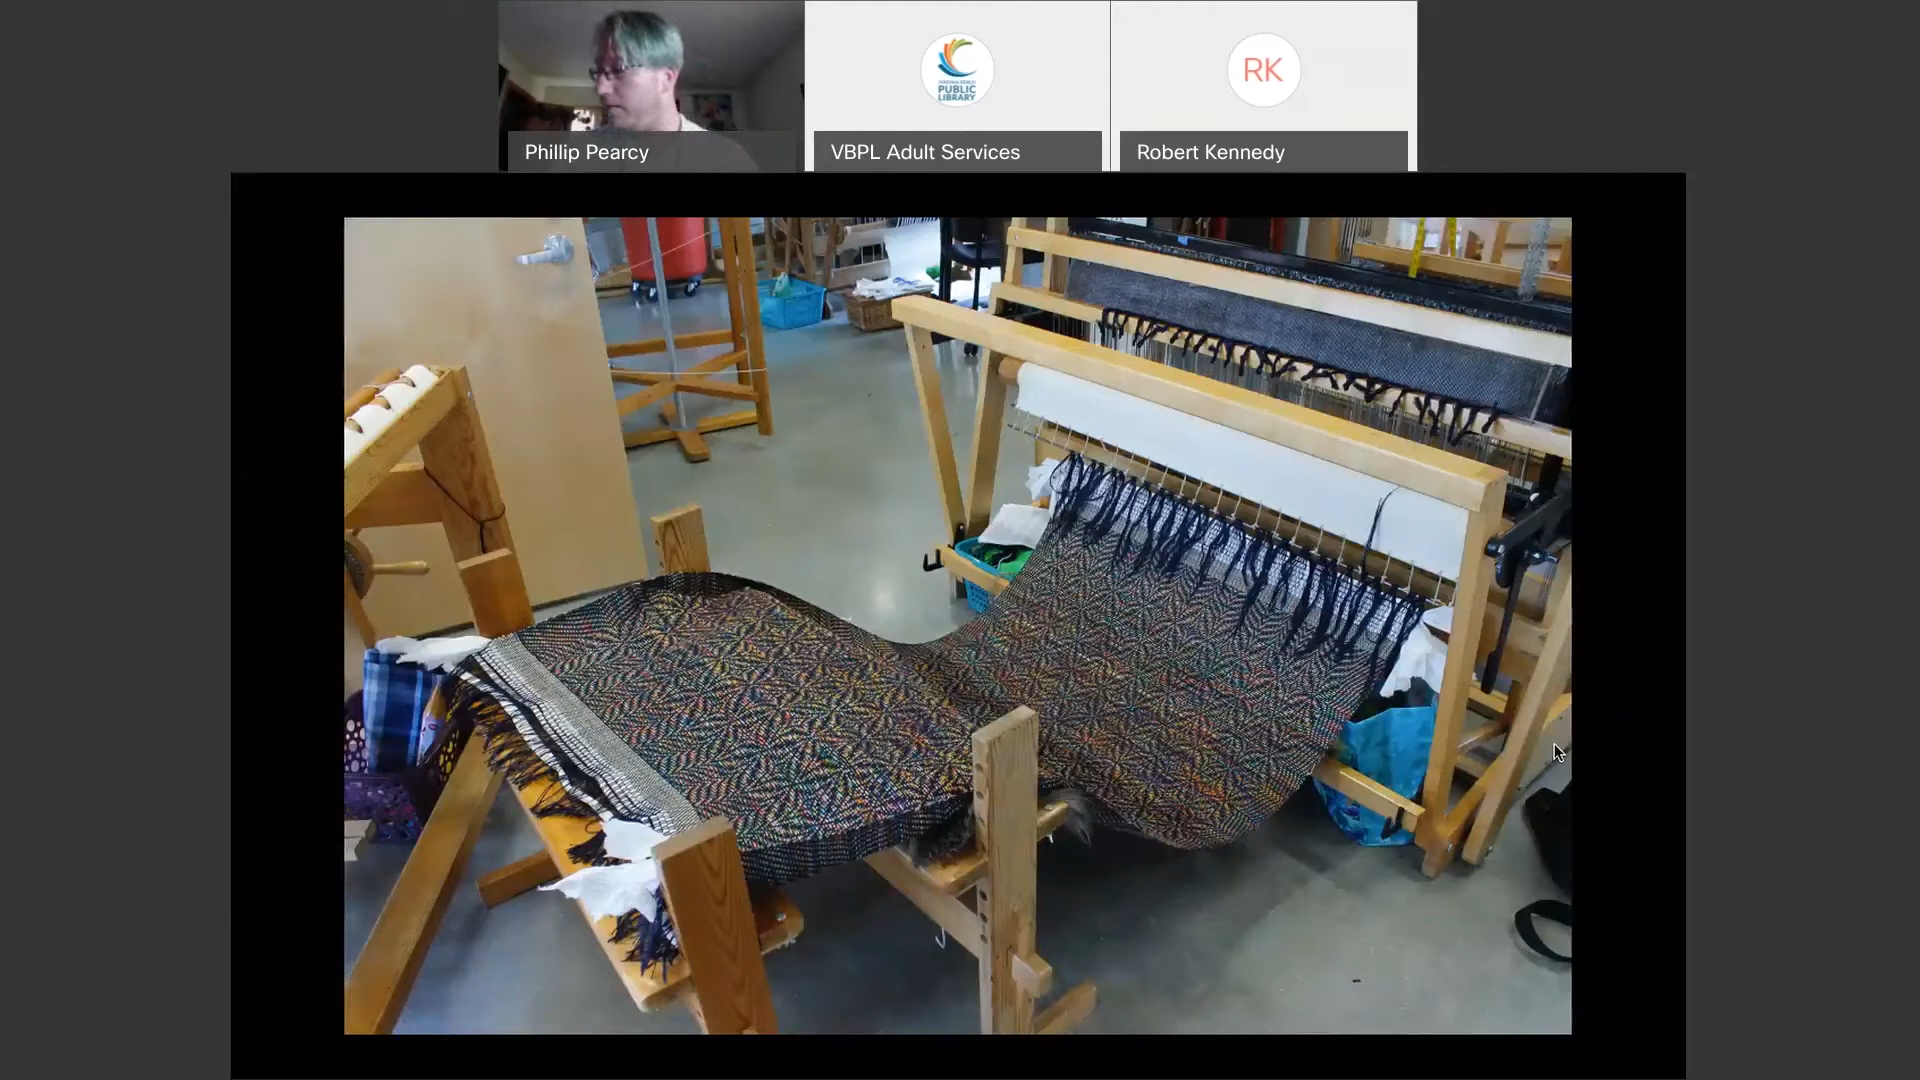 PUBLIC
LIBRARY
RK
Phillip Pearcy
VBPL Adult Services
Robert Kennedy